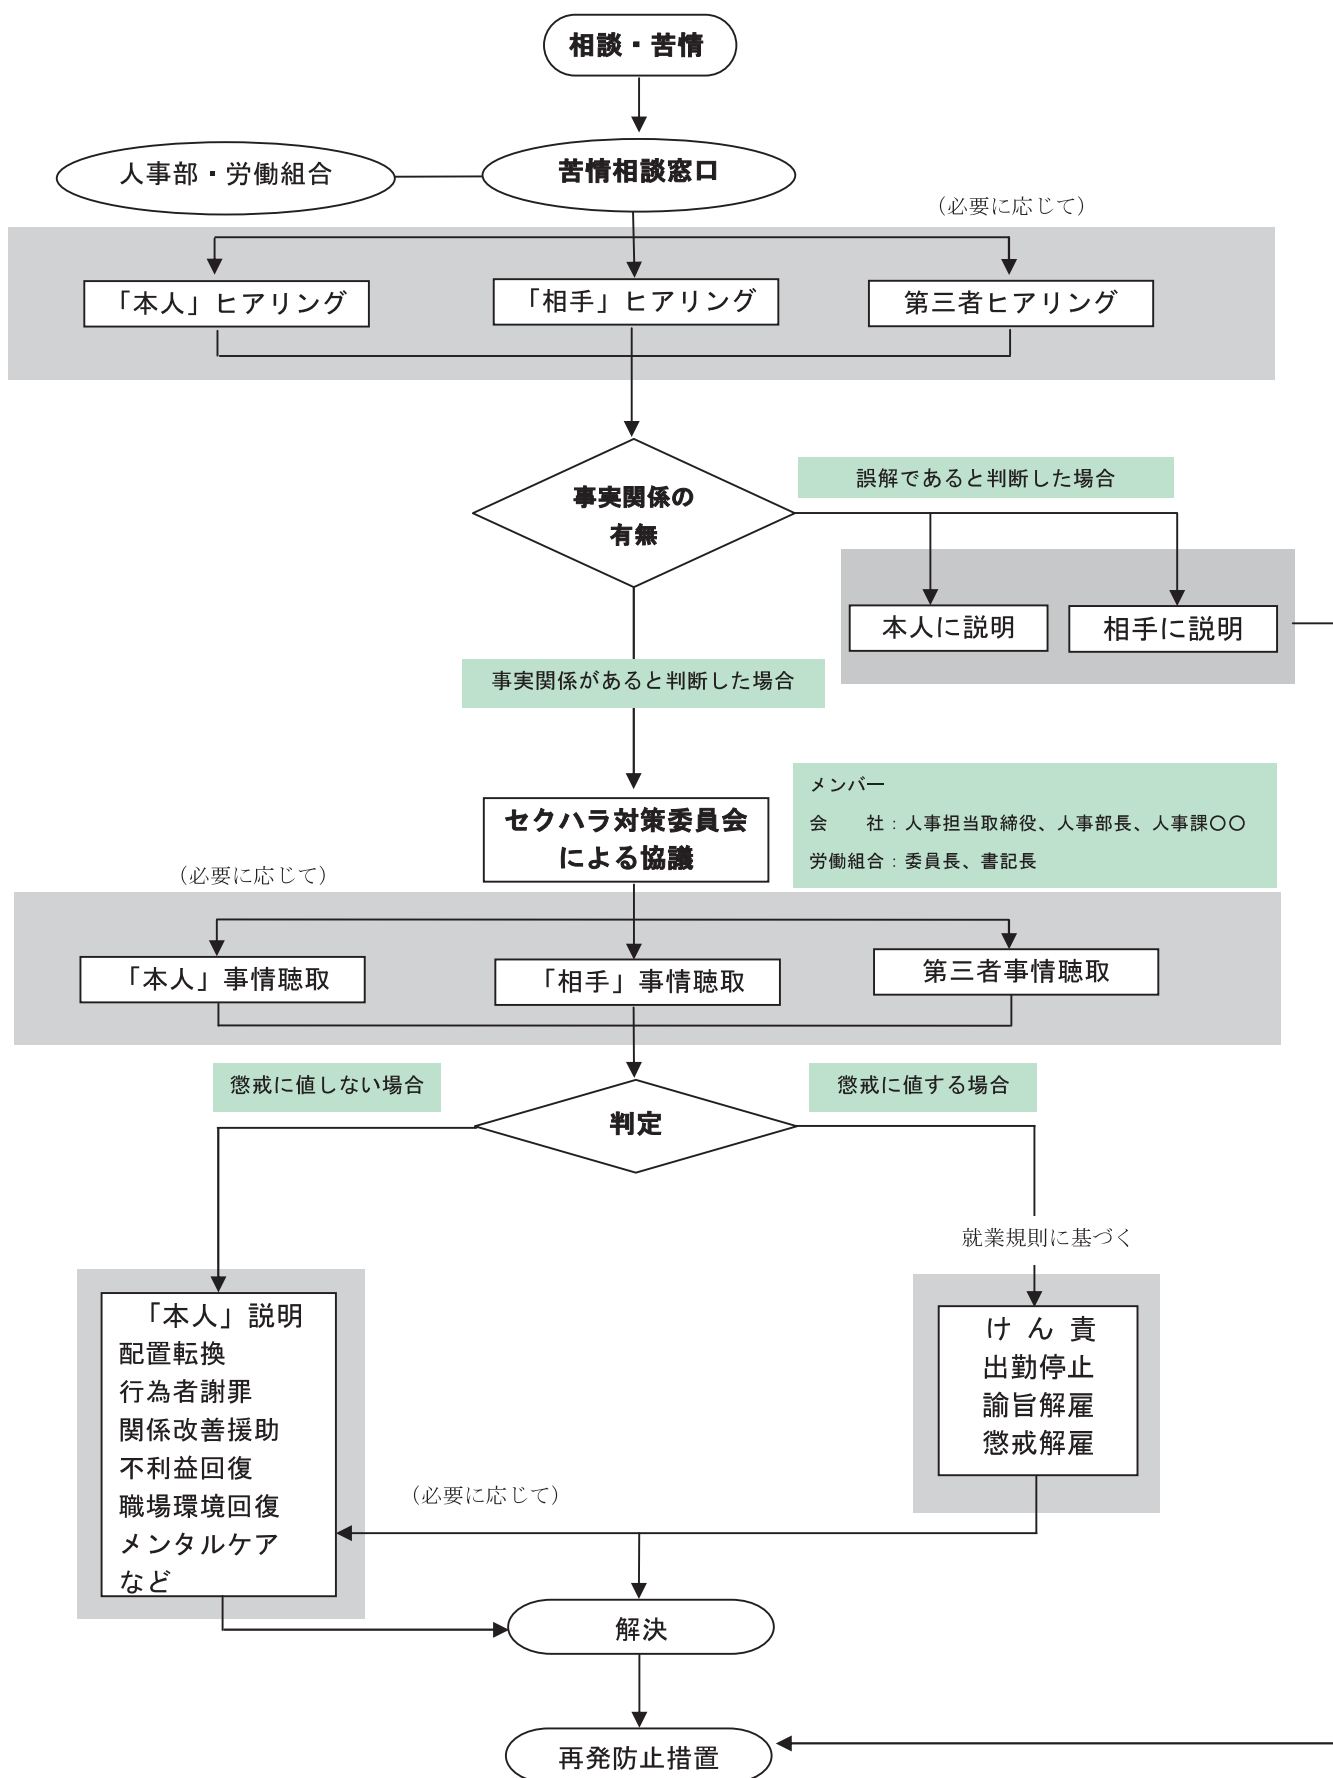 相談・苦情
人事部・労働組合
苦情相談窓口
（必要に応じて）
「本人」ヒアリング
「相手」ヒアリング
第三者ヒアリング
事実関係の
有無
誤解であると判断した場合
本人に説明
相手に説明
事実関係があると判断した場合
セクハラ対策委員会
による協議
メンバー
会　　社：人事担当取締役、人事部長、人事課〇〇
労働組合：委員長、書記長
（必要に応じて）
「本人」事情聴取
「相手」事情聴取
第三者事情聴取
懲戒に値しない場合
懲戒に値する場合
判定
就業規則に基づく
「本人」説明
配置転換
行為者謝罪
関係改善援助
不利益回復
職場環境回復
メンタルケア
など
け ん 責
出勤停止
諭旨解雇
懲戒解雇
（必要に応じて）
解決
再発防止措置